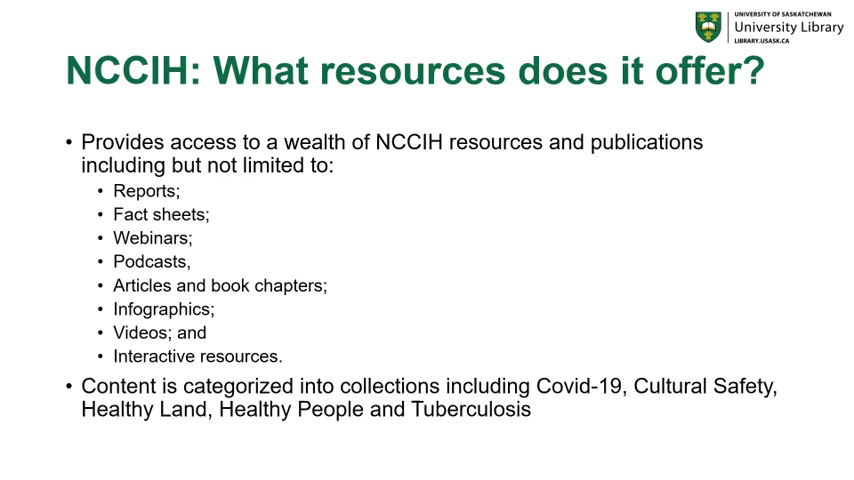 UNIVERSITY OF SASKATCHEWAN
University Library
LIBRARY.USASK.CA
NCCIH: What resources does it offer?
• Provides access to a wealth of NCCIH resources and publications
including but not limited to:
• Reports;
• Fact sheets;
• Webinars;
• Podcasts,
• Articles and book chapters;
• Infographics;
• Videos; and
• Interactive resources.
• Content is categorized into collections including Covid-19, Cultural Safety,
Healthy Land, Healthy People and Tuberculosis